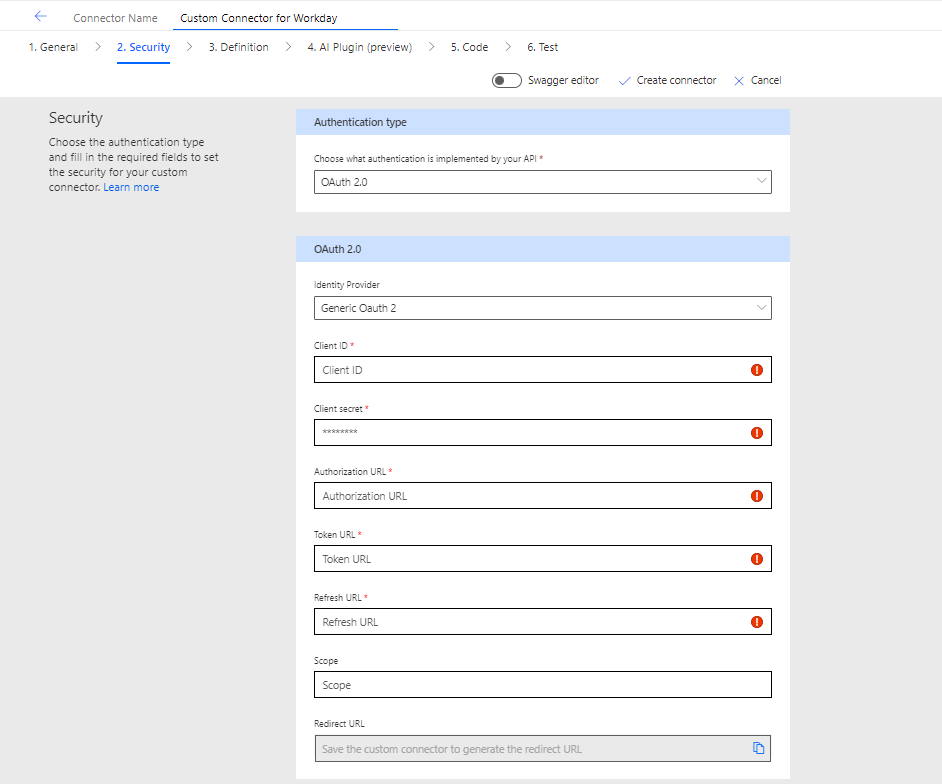 Connector Name Custom Connector for Workday
1. General 2. Security 3. Definition 4. AI Plugin (preview) 5. Code 6. Test
Swagger editor Create connector Cancel
Security
Choose the authentication type
and fill in the required fields to set
the security for your custom
connector. Learn more
Authentication type
Choose what authentication is implemented by your API *
OAuth 2.0
OAuth 2.0
Identity Provider
Generic Oauth 2
Client ID *
Client ID
Client secret *
********
Authorization URL *
Authorization URL
Token URL *
Token URL
Refresh URL *
Refresh URL
Scope
Scope
Redirect URL
Save the custom connector to generate the redirect URL